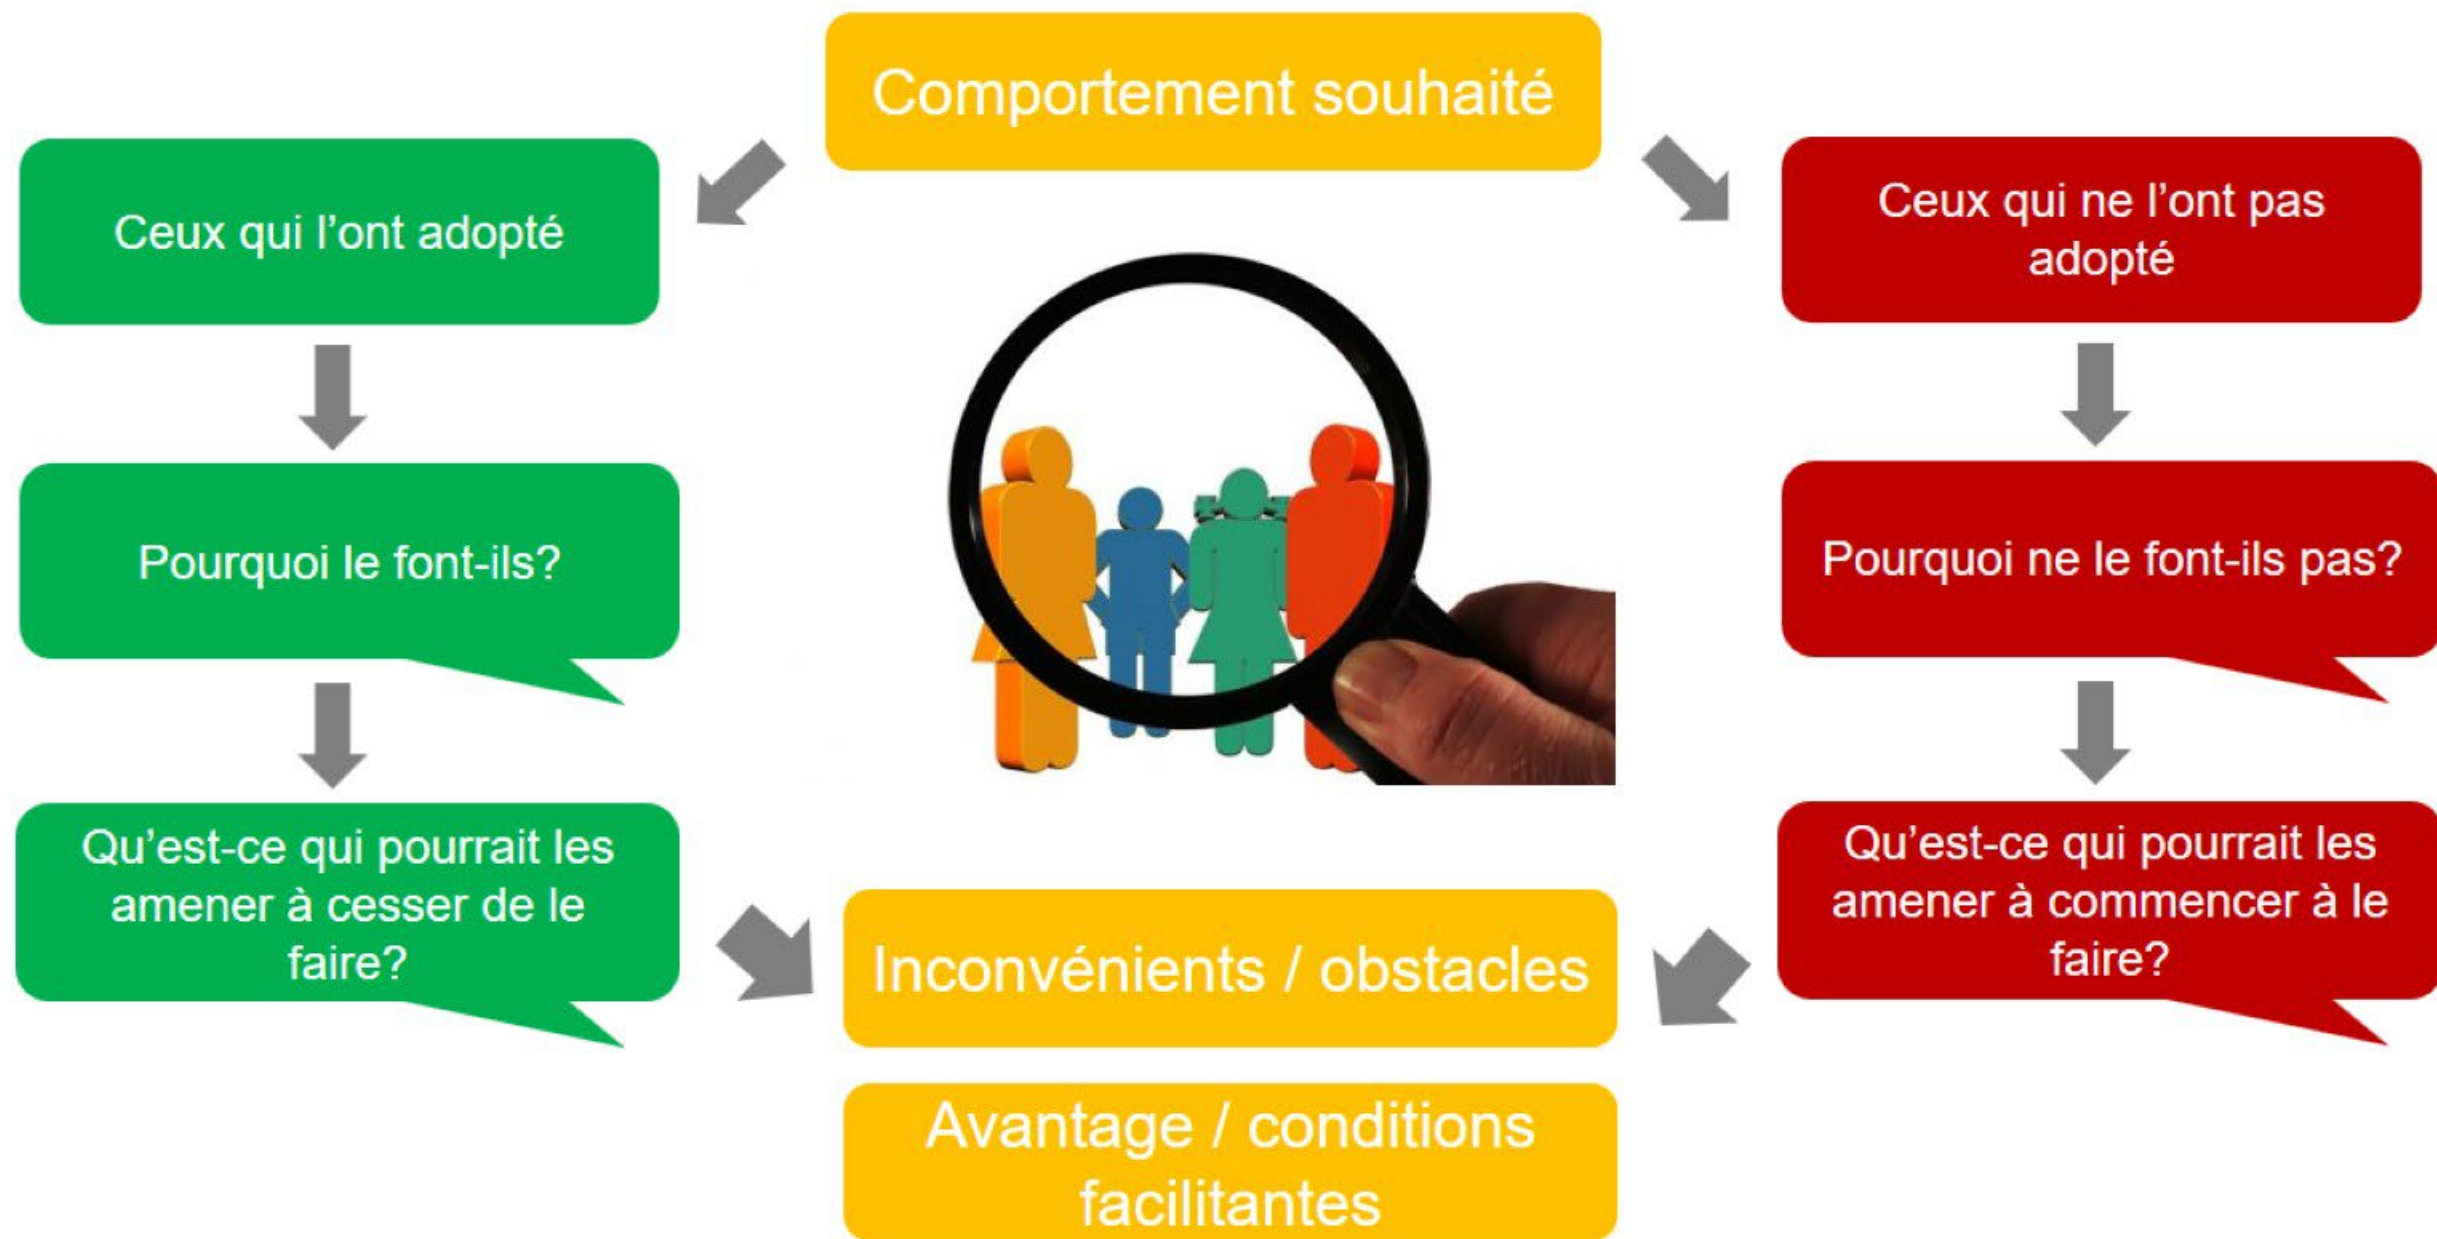 Comportement souhaité
Ceux qui l’ont adopté
Pourquoi le font-ils?
Qu’est-ce qui pourrait les
amener à cesser de le
faire?
Ceux qui ne l’ont pas
adopté
Pourquoi ne le font-ils pas?
Qu’est-ce qui pourrait les
amener à commencer à le
faire?
Inconvénients / obstacles
Avantage / conditions
facilitantes